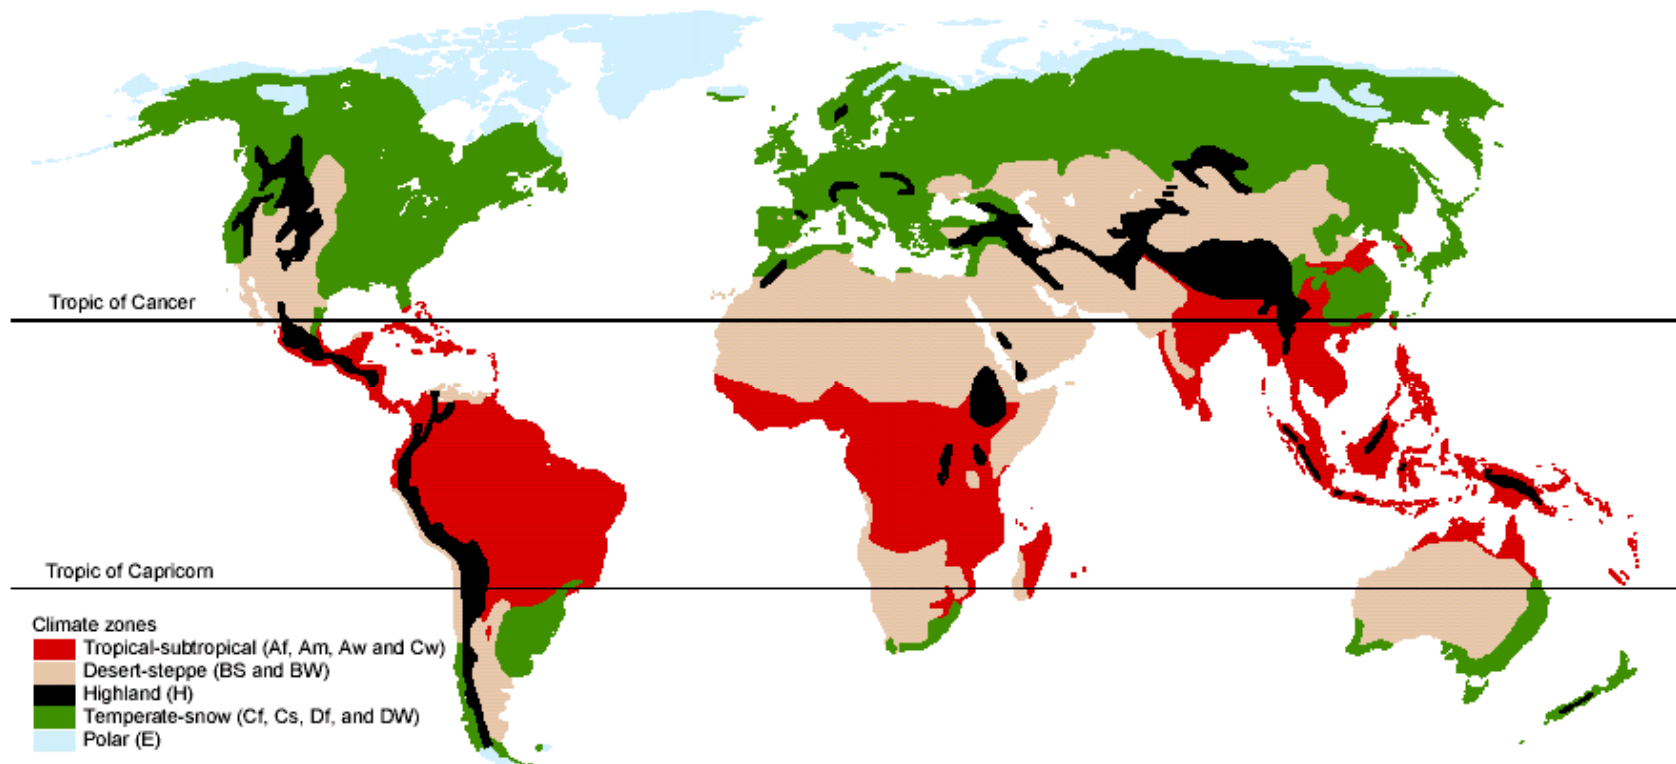 Tropic of Cancer
Tropic of Capricorn
Climate zones
Tropical-subtropical (Af, Am, Aw and Cw)
Desert-steppe (BS and BW)
Highland (H)
Temperate-snow (Cf, Cs, Df, and DW)
Polar (E)